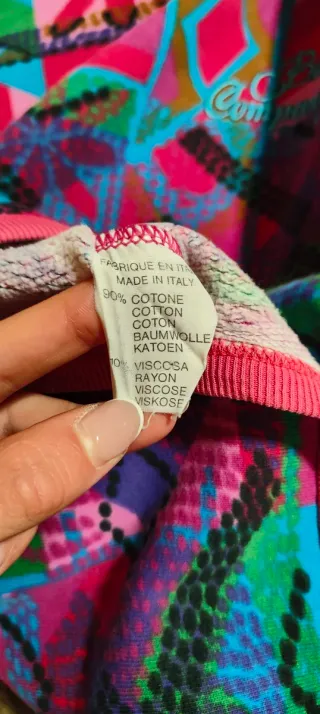 FABRIQUE EN ITA
MADE IN ITALY
90% COTONE
COTTON
COTON
BAUMWOLLE
KATOEN
10% VISCOSA
RAYON
VISCOSE
VISKOSE